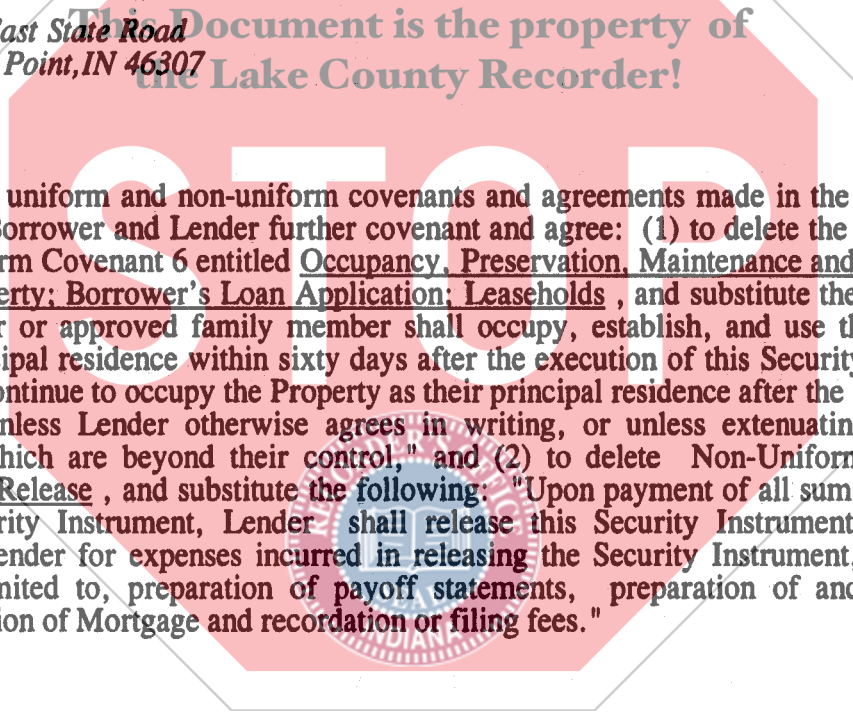 East State Road
Point,IN 46307
This Document is the property of
the Lake County Recorder!
STOP
uniform and non-uniform covenants and agreements made in the
Borrower and Lender further covenant and agree: (1) to delete the
rm Covenant 6 entitled Occupancy, Preservation, Maintenance and
erty; Borrower's Loan Application; Leaseholds , and substitute the
r or approved family member shall occupy, establish, and use th
ipal residence within sixty days after the execution of this Security
ontinue to occupy the Property as their principal residence after the
nless Lender otherwise agrees in writing, or unless extenuatin
hich are beyond their control," and (2) to delete Non-Uniform
Release , and substitute the following: "Upon payment of all sum
rity Instrument, Lender shall release this Security Instrument
ender for expenses incurred in releasing the Security Instrument,
mited to, preparation of payoff statements, preparation of and
ion of Mortgage and recordation or filing fees."
RECORDER'S OFFICE
INDIANA